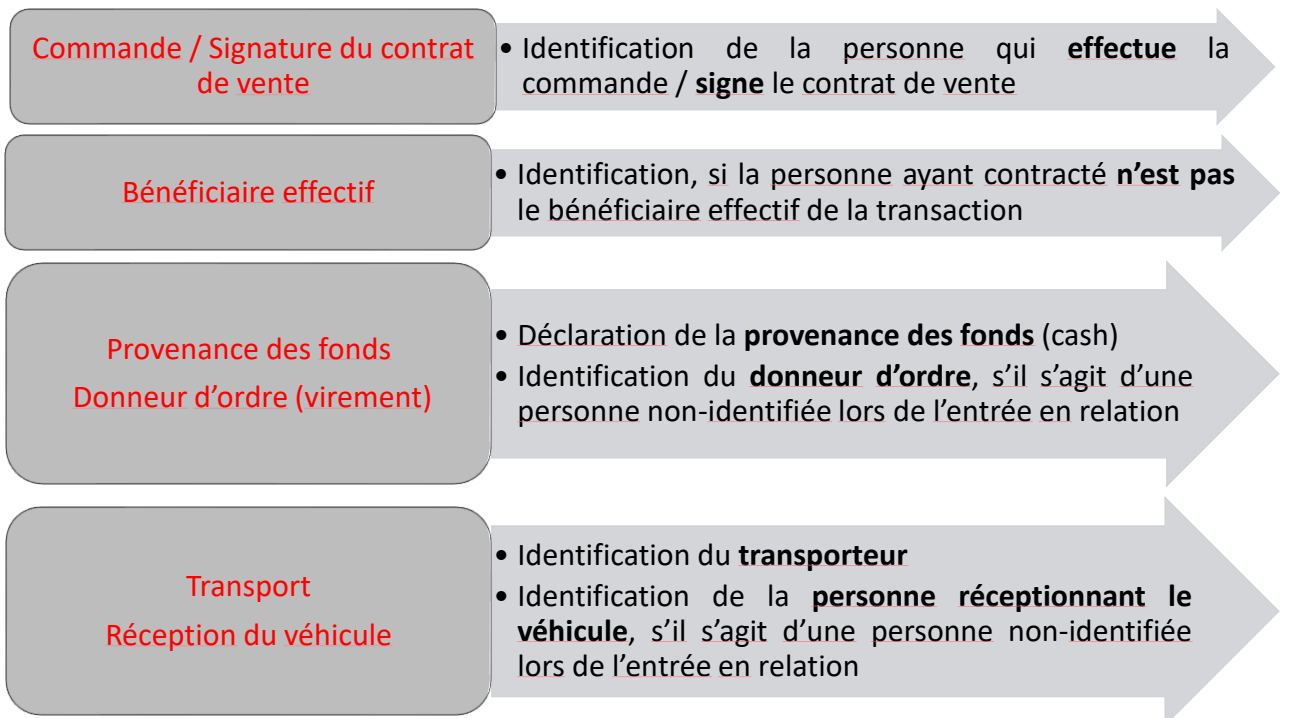 Commande / Signature du contrat
de vente
• Identification de la personne qui effectue la
commande / signe le contrat de vente
Bénéficiaire effectif
• Identification, si la personne ayant contracté n’est pas
le bénéficiaire effectif de la transaction
Provenance des fonds
Donneur d’ordre (virement)
• Déclaration de la provenance des fonds (cash)
• Identification du donneur d’ordre, s’il s’agit d’une
personne non-identifiée lors de l’entrée en relation
Transport
Réception du véhicule
• Identification du transporteur
• Identification de la personne réceptionnant le
véhicule, s’il s’agit d’une personne non-identifiée
lors de l’entrée en relation